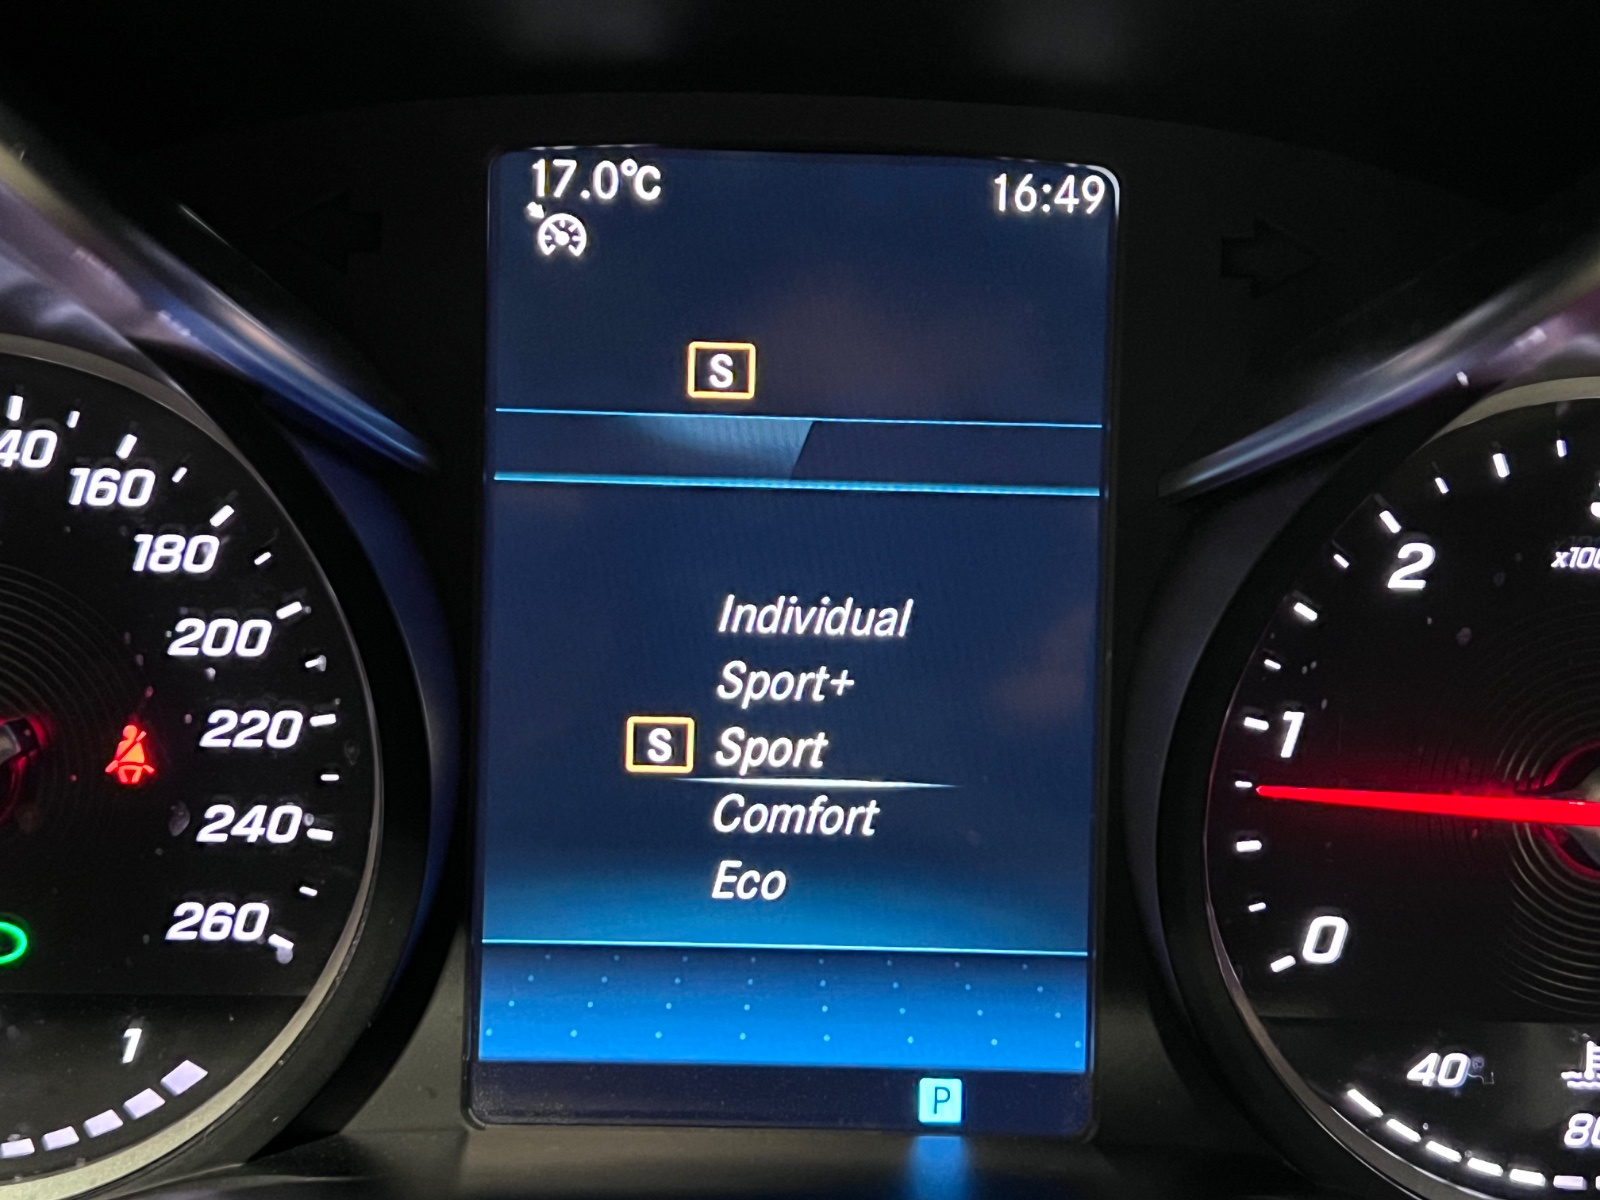 17.0°C 16:49
S
Individual
Sport+
S Sport
Comfort
Eco
P
160
180
200
220
240
260
1
2
1
0
40